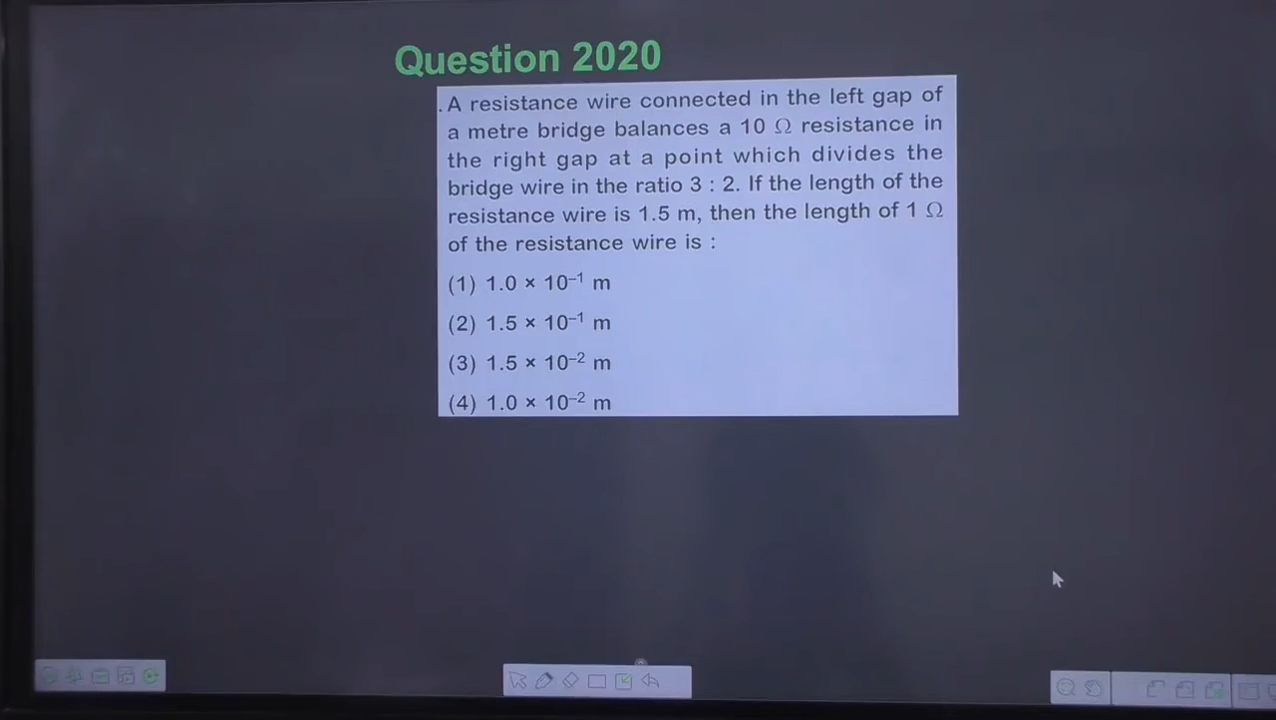 Question 2020
. A resistance wire connected in the left gap of
a metre bridge balances a 10 Ω resistance in
the right gap at a point which divides the
bridge wire in the ratio 3 : 2. If the length of the
resistance wire is 1.5 m, then the length of 1 Ω
of the resistance wire is :
(1) 1.0 × 10⁻¹ m
(2) 1.5 × 10⁻¹ m
(3) 1.5 × 10⁻² m
(4) 1.0 × 10⁻² m